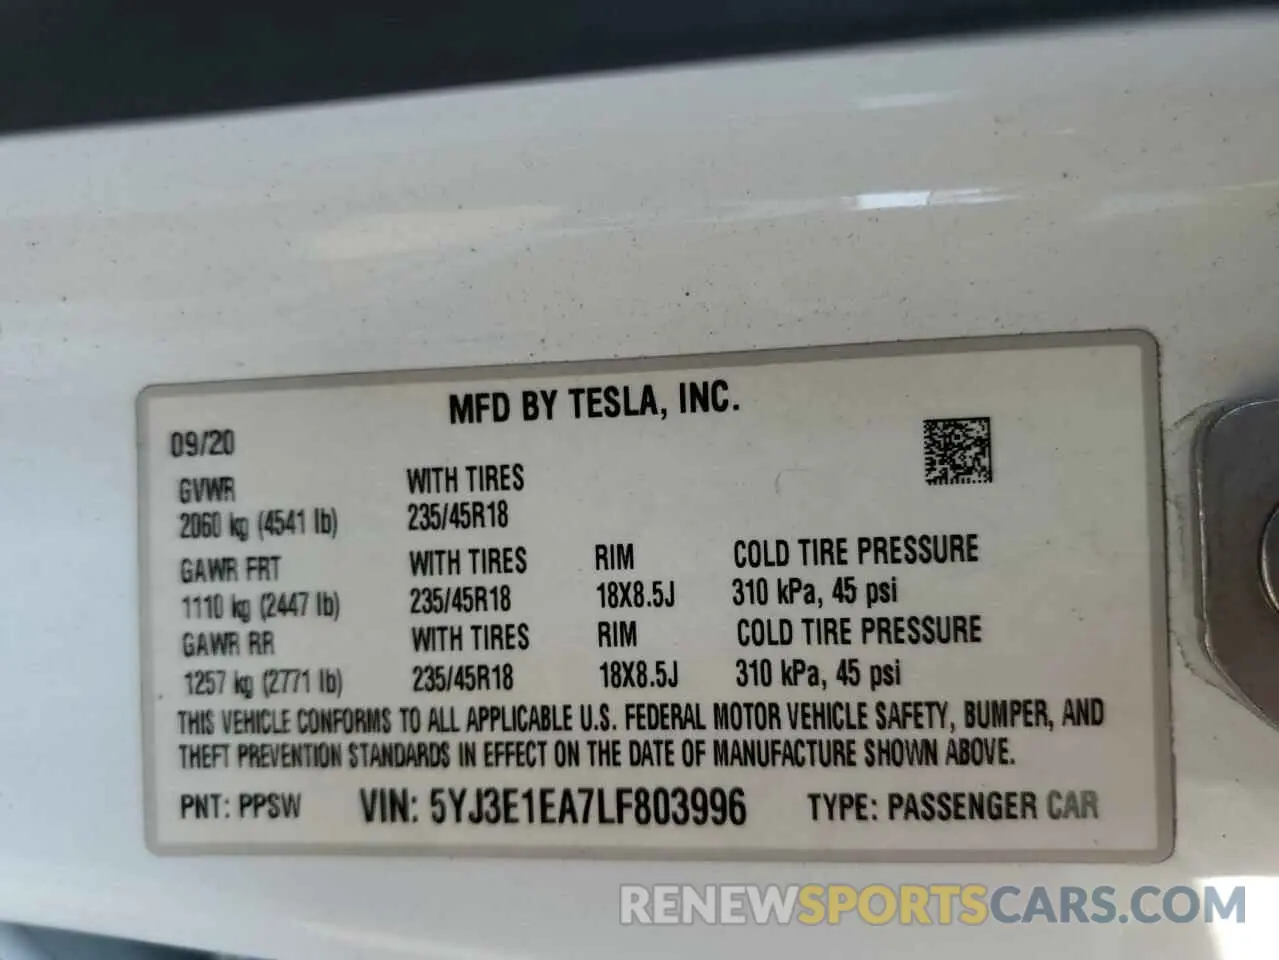 MFD BY TESLA, INC.
09/20
GVWR WITH TIRES
2060 kg (4541 lb) 235/45R18
GAWR FRT WITH TIRES RIM COLD TIRE PRESSURE
1110 kg (2447 lb) 235/45R18 18X8.5J 310 kPa, 45 psi
GAWR RR WITH TIRES RIM COLD TIRE PRESSURE
1257 kg (2771 lb) 235/45R18 18X8.5J 310 kPa, 45 psi
THIS VEHICLE CONFORMS TO ALL APPLICABLE U.S. FEDERAL MOTOR VEHICLE SAFETY, BUMPER, AND
THEFT PREVENTION STANDARDS IN EFFECT ON THE DATE OF MANUFACTURE SHOWN ABOVE.
PNT: PPSW VIN: 5YJ3E1EA7LF803996 TYPE: PASSENGER CAR
RENEWSPORTSCARS.COM